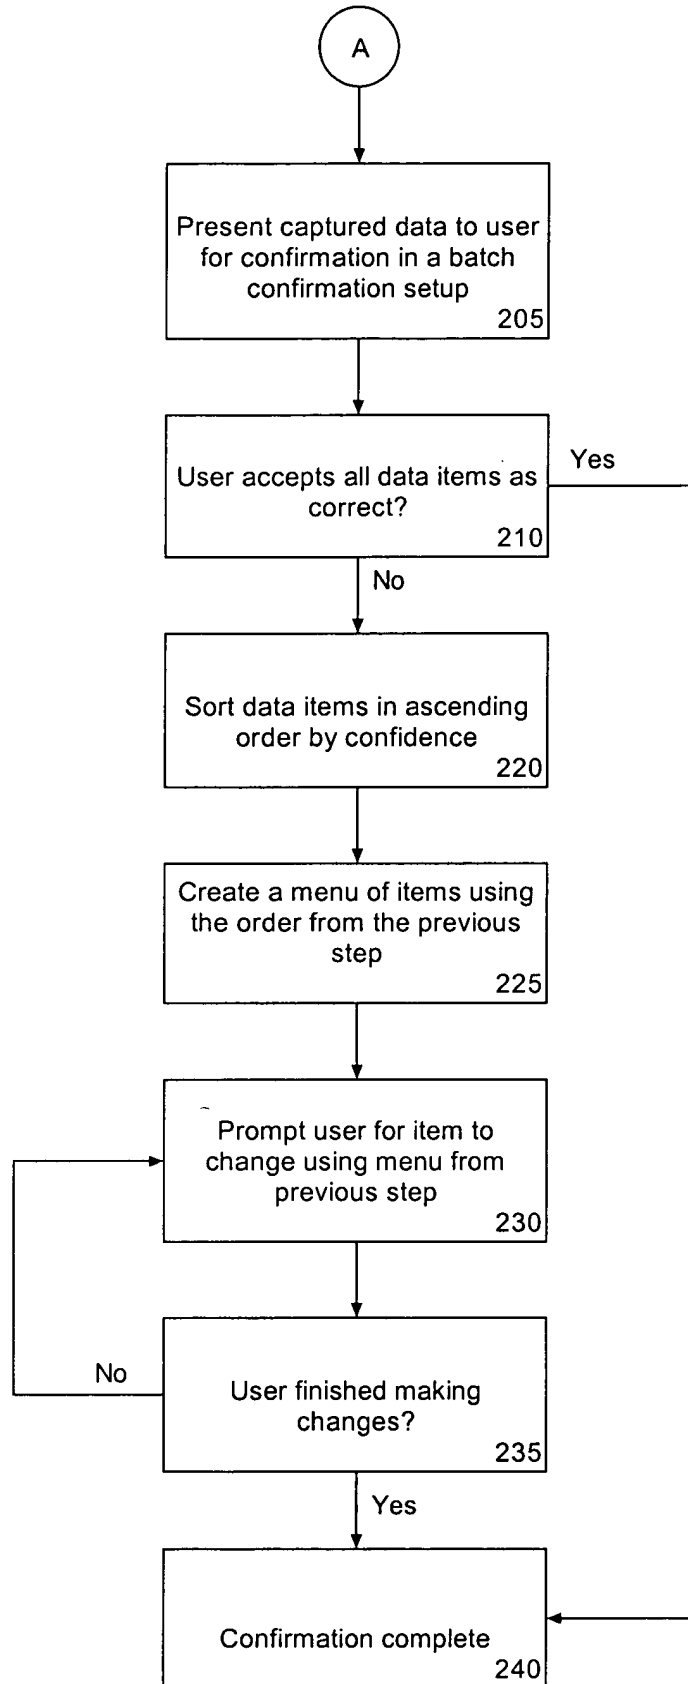 A
Present captured data to user
for confirmation in a batch
confirmation setup
205
User accepts all data items as
correct?
210
Yes
No
Sort data items in ascending
order by confidence
220
Create a menu of items using
the order from the previous
step
225
Prompt user for item to
change using menu from
previous step
230
No
User finished making
changes?
235
Yes
Confirmation complete
240